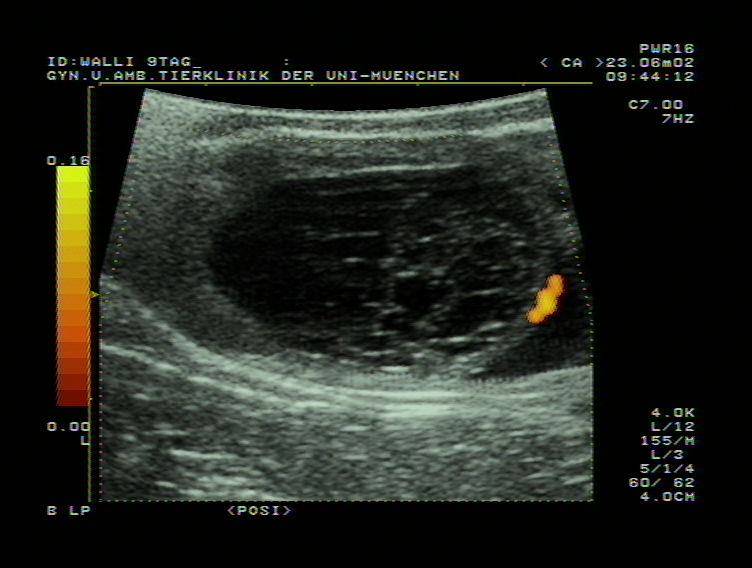 PWR16
ID:WALLI 9TAG_ : < CA >23.06m02
GYN.U.AMB.TIERKLINIK DER UNI-MUENCHEN 09:44:12
C7.00
7HZ
0.16
0.00
L
4.0K
L/12
155/M
L/3
5/1/4
60/ 62
4.0CM
B LP <POSI>